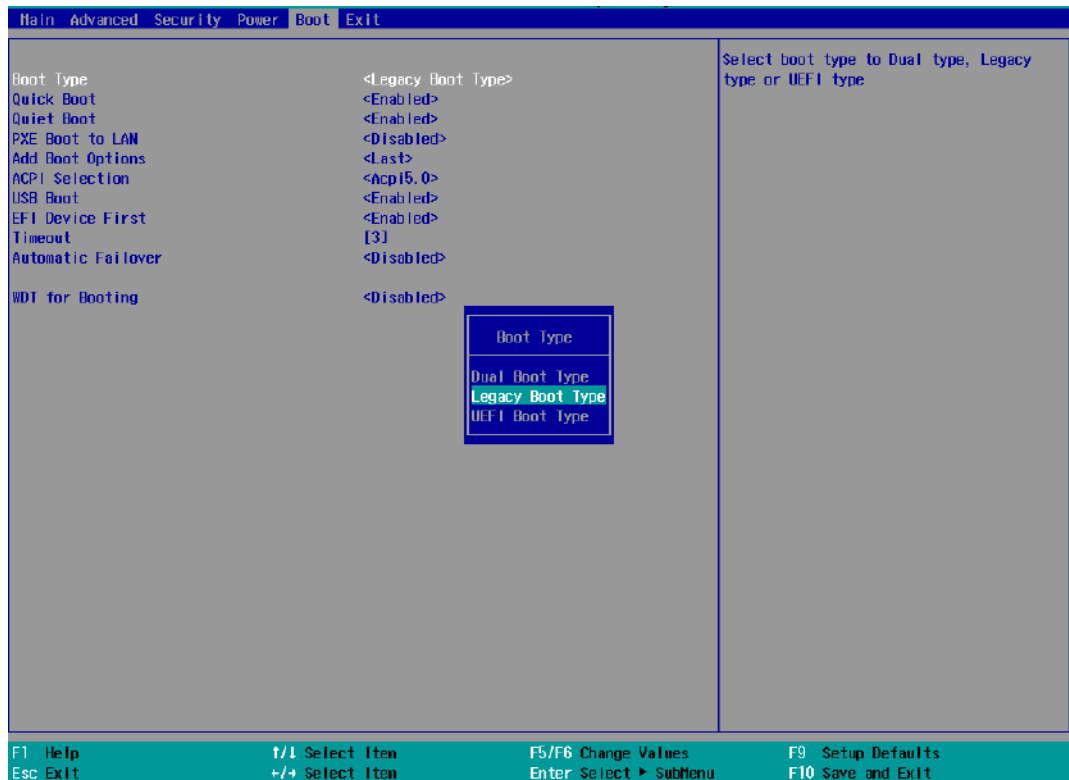 Main Advanced Security Power Boot Exit
Boot Type <Legacy Boot Type>
Quick Boot <Enabled>
Quiet Boot <Enabled>
PXE Boot to LAN <Disabled>
Add Boot Options <Last>
ACPI Selection <Acpi5.0>
USB Boot <Enabled>
EFI Device First <Enabled>
Timeout [3]
Automatic Failover <Disabled>
WDT for Booting <Disabled>
Select boot type to Dual type, Legacy
type or UEFI type
Boot Type
Dual Boot Type
Legacy Boot Type
UEFI Boot Type
F1 Help ↑/↓ Select Item F5/F6 Change Values F9 Setup Defaults
Esc Exit ←/→ Select Item Enter Select ► SubMenu F10 Save and Exit